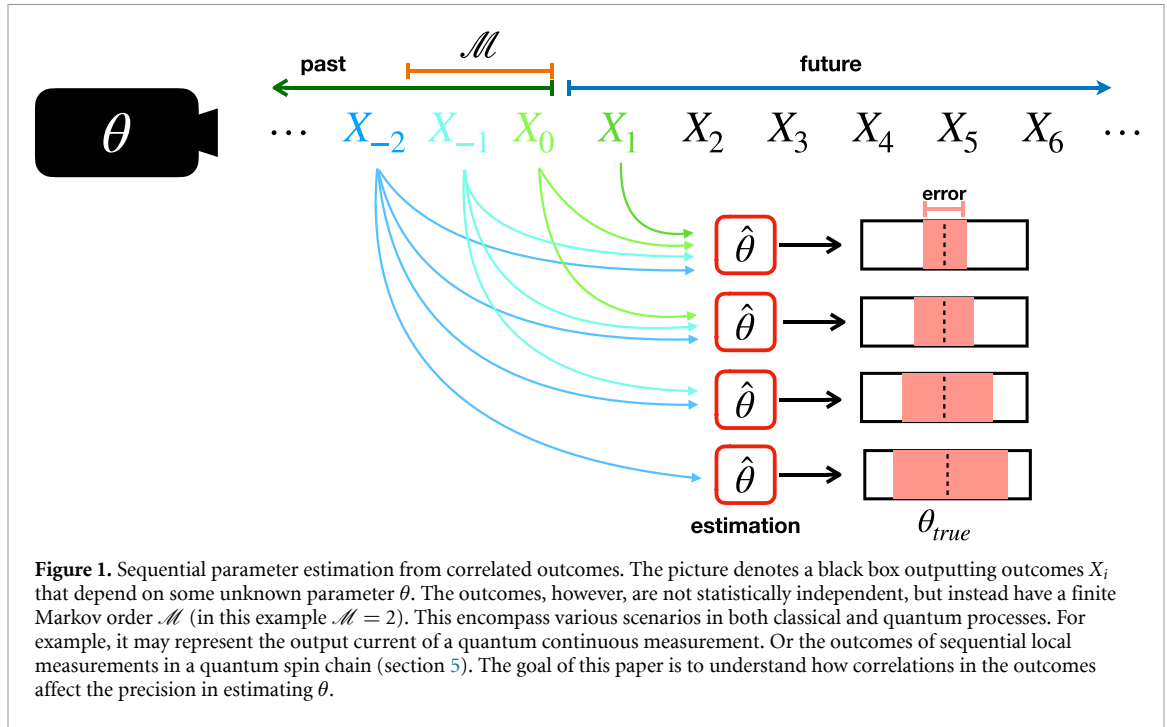 past ℳ future
θ ··· X₋₂ X₋₁ X₀ X₁ X₂ X₃ X₄ X₅ X₆ ···
error
θ̂
θ̂
θ̂
θ̂
estimation θ_true
Figure 1. Sequential parameter estimation from correlated outcomes. The picture denotes a black box outputting outcomes Xᵢ
that depend on some unknown parameter θ. The outcomes, however, are not statistically independent, but instead have a finite
Markov order ℳ (in this example ℳ = 2). This encompass various scenarios in both classical and quantum processes. For
example, it may represent the output current of a quantum continuous measurement. Or the outcomes of sequential local
measurements in a quantum spin chain (section 5). The goal of this paper is to understand how correlations in the outcomes
affect the precision in estimating θ.